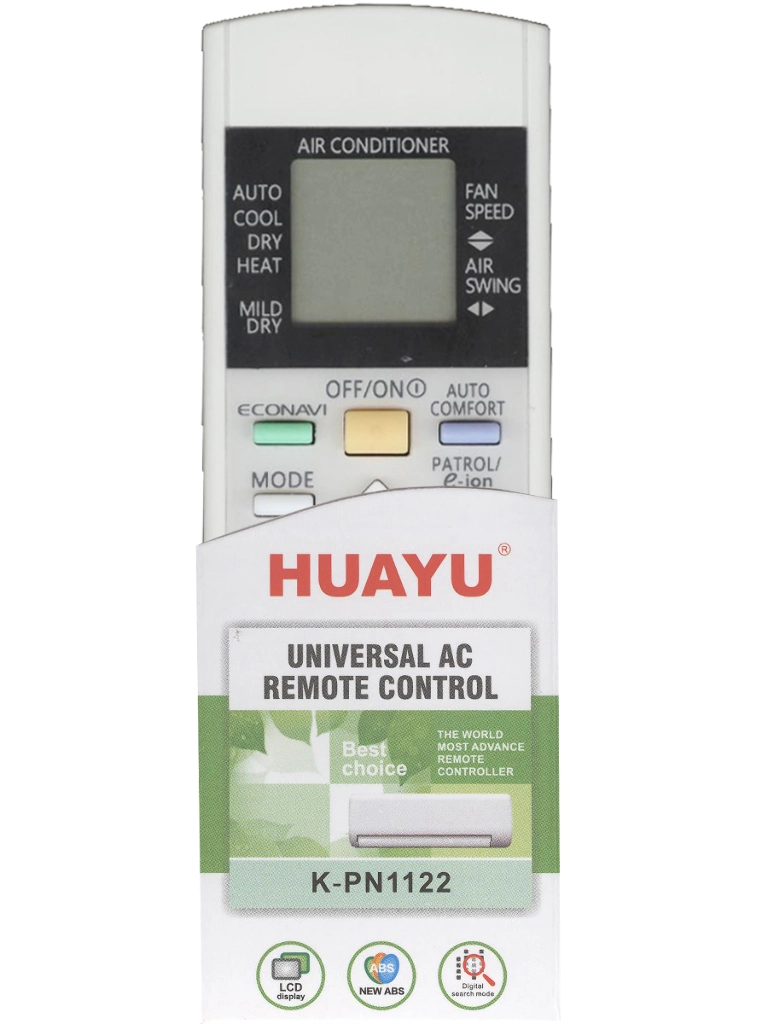 AIR CONDITIONER
AUTO
COOL
DRY
HEAT
MILD
DRY
FAN
SPEED
AIR
SWING
OFF/ON
ECONAVI
AUTO
COMFORT
MODE
PATROL/
e-ion
HUAYU®
UNIVERSAL AC
REMOTE CONTROL
Best
choice
THE WORLD
MOST ADVANCE
REMOTE
CONTROLLER
K-PN1122
LCD
display
ABS
NEW ABS
Digital
search mode